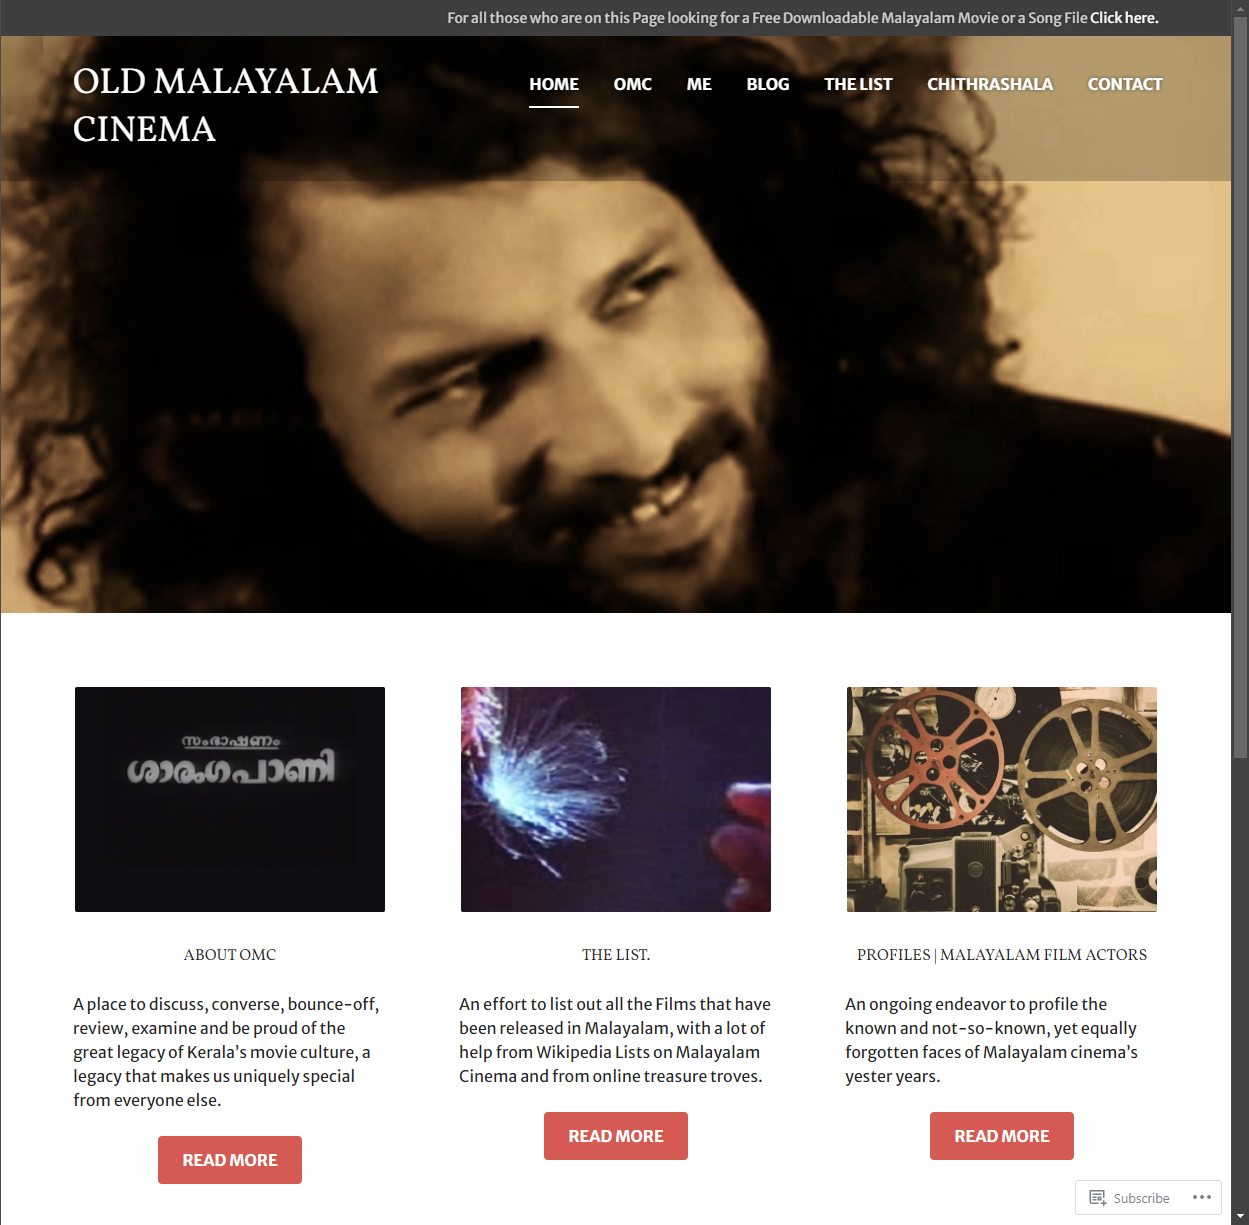 For all those who are on this Page looking for a Free Downloadable Malayalam Movie or a Song File Click here.
OLD MALAYALAM
CINEMA
HOME OMC ME BLOG THE LIST CHITHRASHALA CONTACT
സംഭാഷണം
ശാരംഗപാണി
ABOUT OMC
A place to discuss, converse, bounce-off,
review, examine and be proud of the
great legacy of Kerala’s movie culture, a
legacy that makes us uniquely special
from everyone else.
READ MORE
THE LIST.
An effort to list out all the Films that have
been released in Malayalam, with a lot of
help from Wikipedia Lists on Malayalam
Cinema and from online treasure troves.
READ MORE
PROFILES | MALAYALAM FILM ACTORS
An ongoing endeavor to profile the
known and not-so-known, yet equally
forgotten faces of Malayalam cinema’s
yester years.
READ MORE
Subscribe